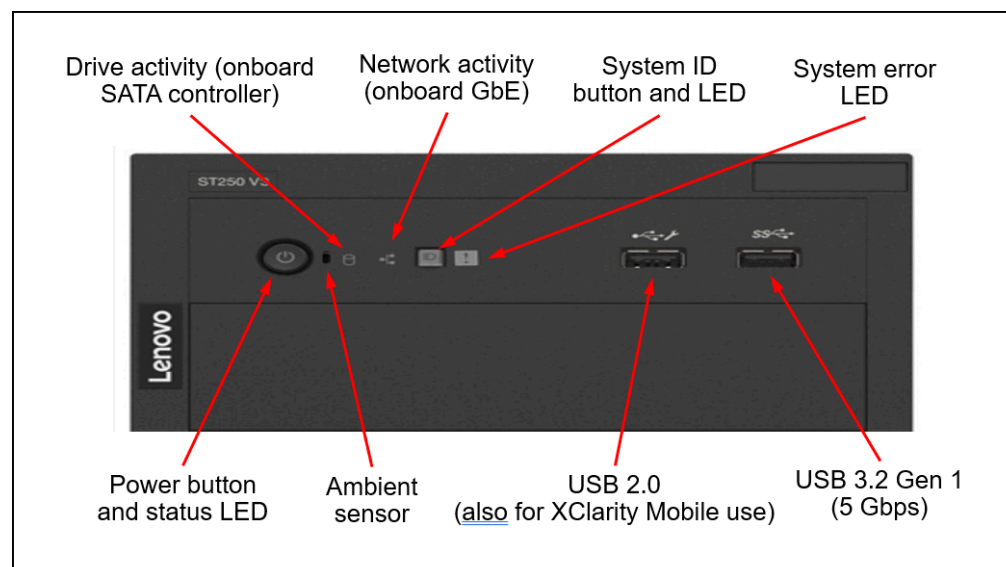 Drive activity (onboard
SATA controller)
Network activity
(onboard GbE)
System ID
button and LED
System error
LED
ST250 V3
SS
Lenovo
Power button
and status LED
Ambient
sensor
USB 2.0
(also for XClarity Mobile use)
USB 3.2 Gen 1
(5 Gbps)